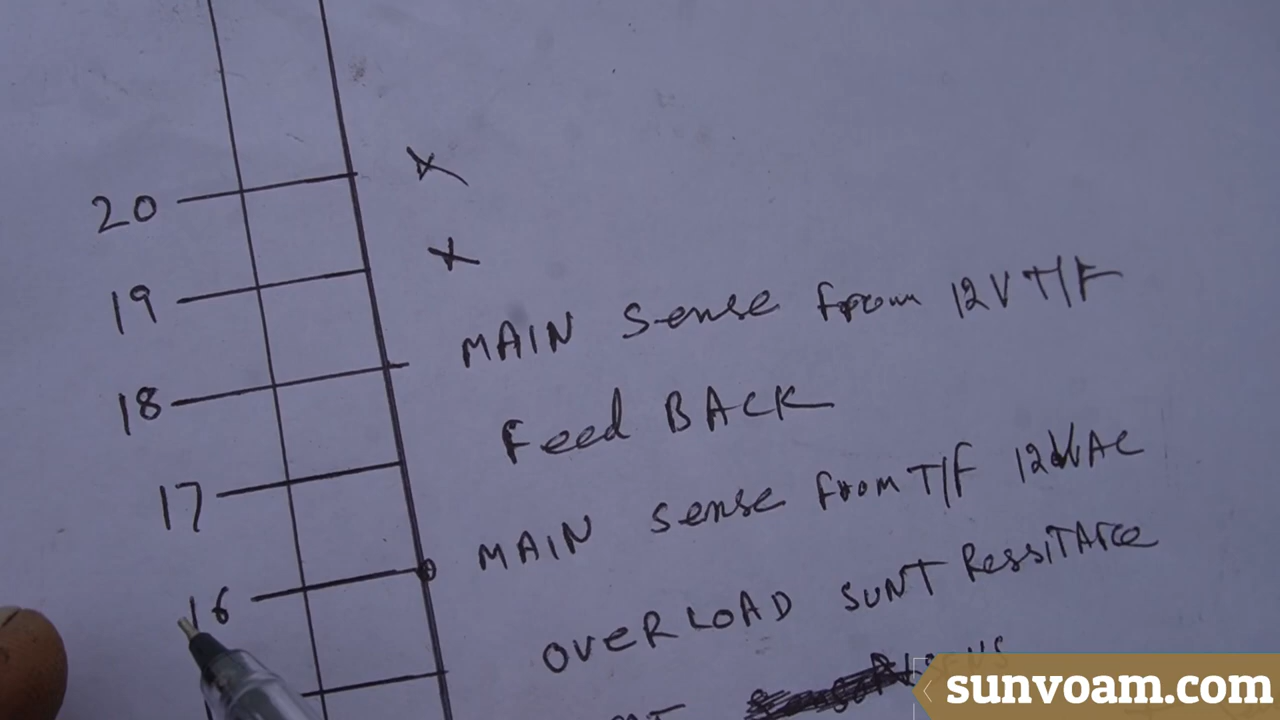 20
19
MAIN Sense from 12V T/F
18
Feed BACK
17
MAIN Sense from T/F 12VAC
16
OVERLOAD SUNT RessiTAnce
sunvoam.com